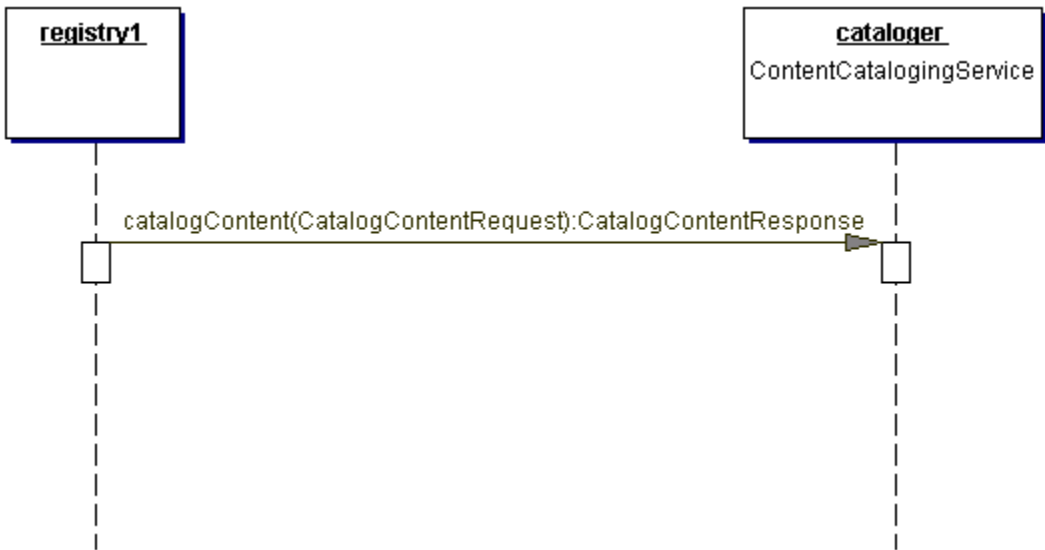 registry1
cataloger
ContentCatalogingService
catalogContent(CatalogContentRequest):CatalogContentResponse